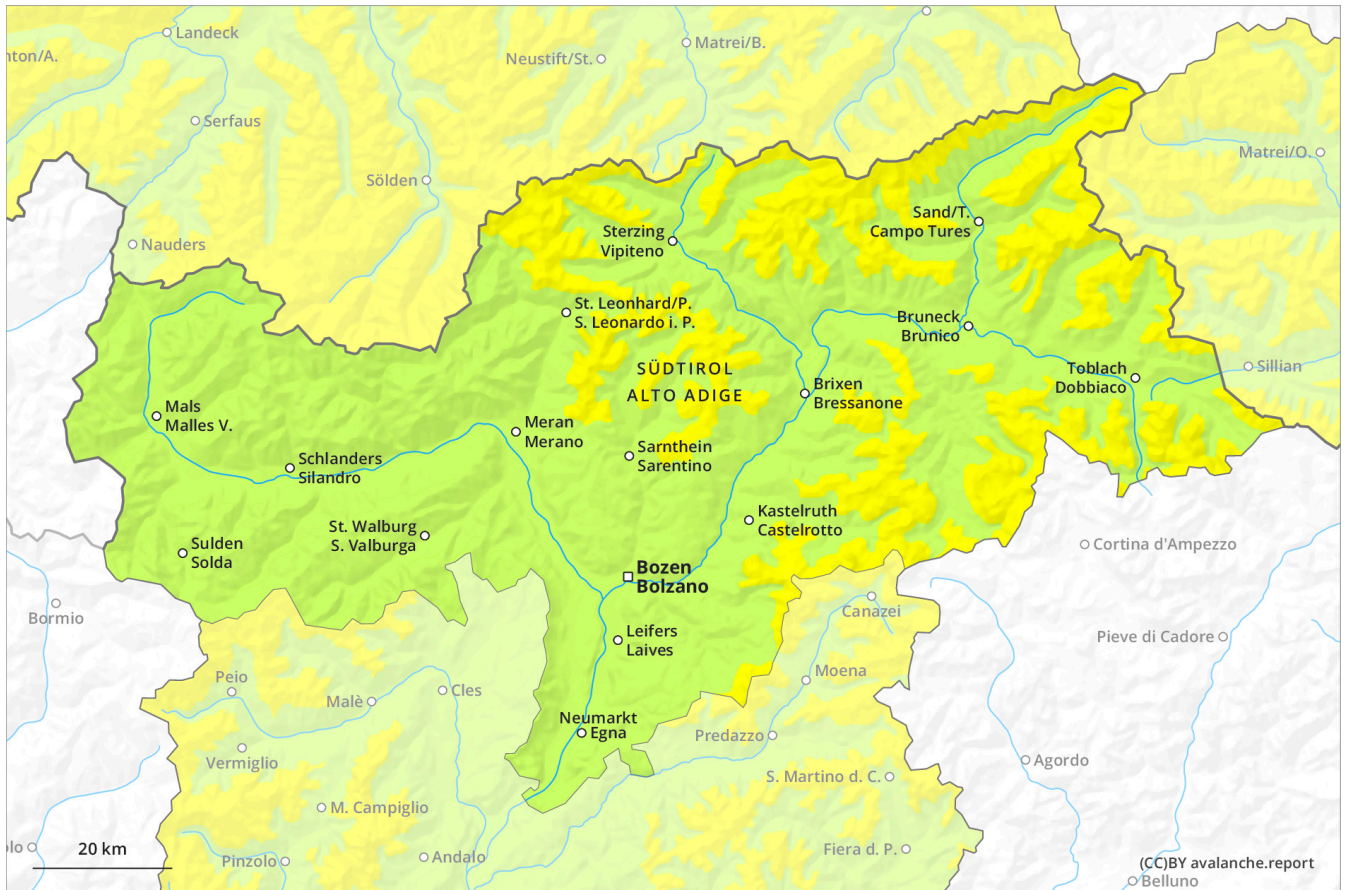 Landeck
nton/A.
Matrei/B.
Neustift/St.
Serfaus
Matrei/O.
Sölden
Nauders
Sand/T.
Campo Tures
Sterzing
Vipiteno
St. Leonhard/P.
S. Leonardo i. P.
Bruneck
Brunico
SÜDTIROL
ALTO ADIGE
Toblach
Dobbiaco
Sillian
Brixen
Bressanone
Mals
Malles V.
Meran
Merano
Schlanders
Silandro
Sarnthein
Sarentino
Kastelruth
Castelrotto
St. Walburg
S. Valburga
Sulden
Solda
Cortina d'Ampezzo
Bozen
Bolzano
Bormio
Canazei
Leifers
Laives
Pieve di Cadore
Peio
Malè
Cles
Moena
Neumarkt
Egna
Predazzo
Vermiglio
Agordo
S. Martino d. C.
M. Campiglio
lo
20 km
Pinzolo
Andalo
Fiera d. P.
(CC)BY avalanche.report
Belluno